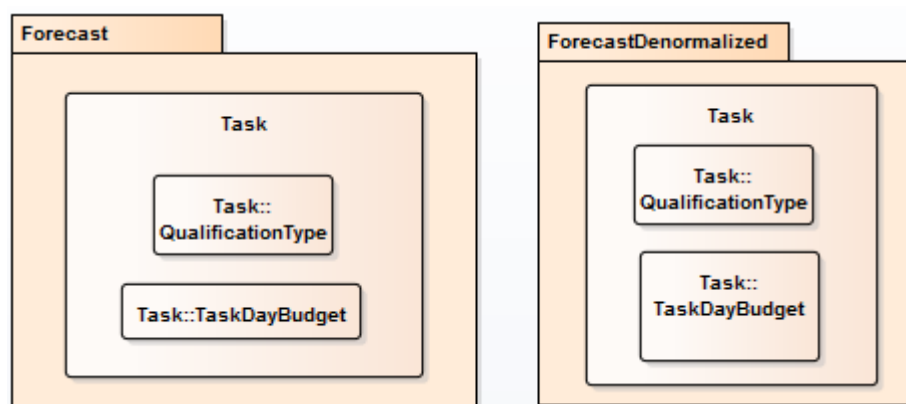 Forecast
Task
Task::
QualificationType
Task::TaskDayBudget
ForecastDenormalized
Task
Task::
QualificationType
Task::
TaskDayBudget